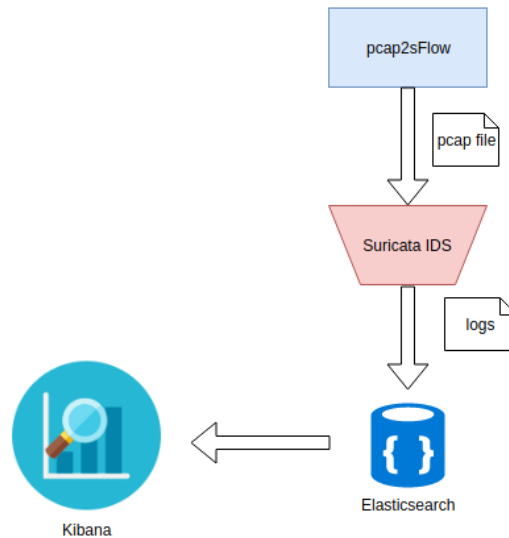 pcap2sFlow
pcap file
Suricata IDS
logs
Elasticsearch
Kibana